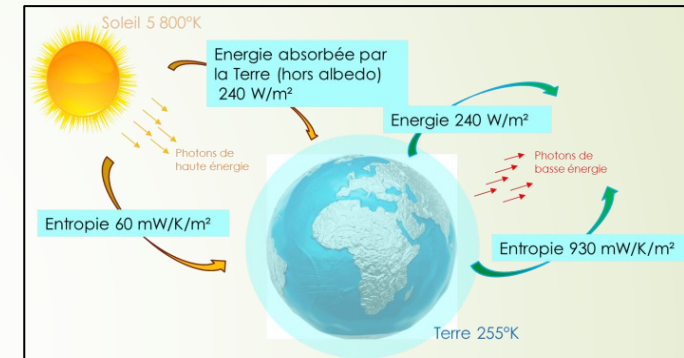 Soleil 5 800°K
Energie absorbée par
la Terre (hors albedo)
240 W/m²
Energie 240 W/m²
Photons de
haute énergie
Photons de
basse énergie
Entropie 60 mW/K/m²
Entropie 930 mW/K/m²
Terre 255°K